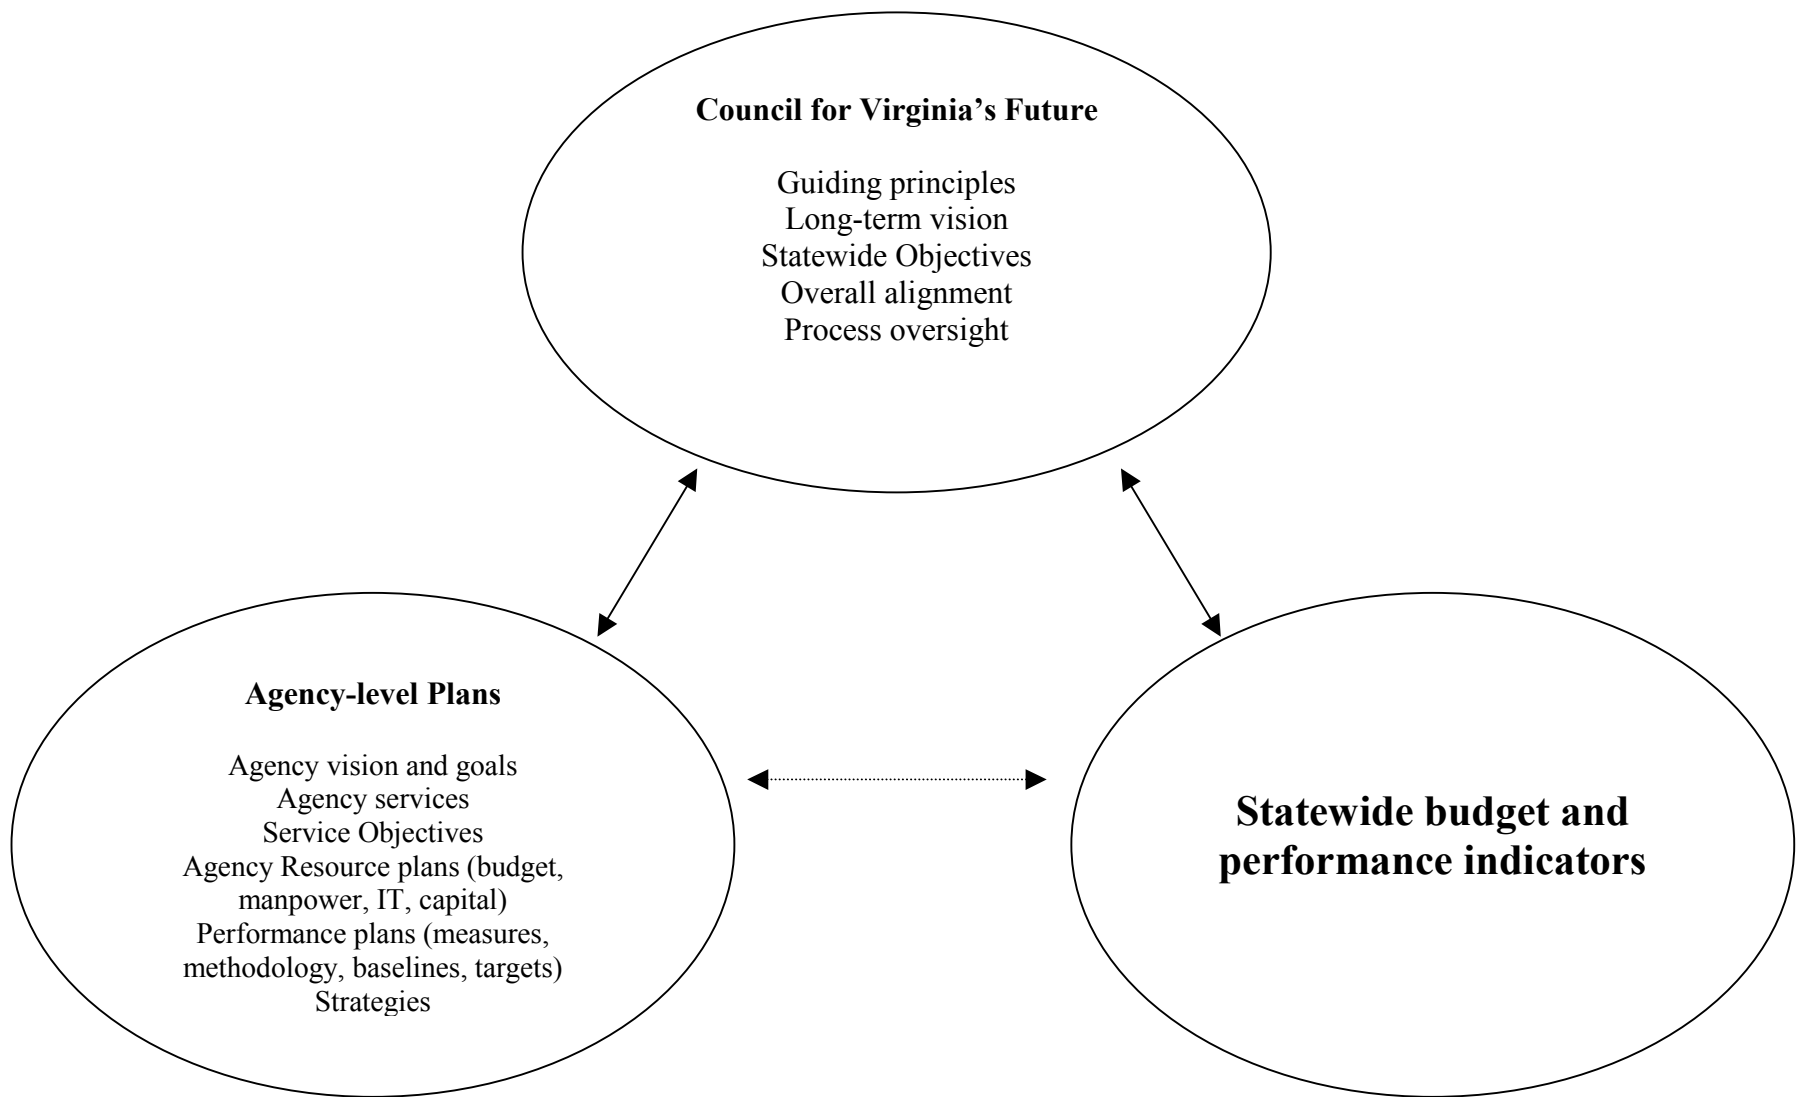 Council for Virginia’s Future
Guiding principles
Long-term vision
Statewide Objectives
Overall alignment
Process oversight
Agency-level Plans
Agency vision and goals
Agency services
Service Objectives
Agency Resource plans (budget,
manpower, IT, capital)
Performance plans (measures,
methodology, baselines, targets)
Strategies
Statewide budget and
performance indicators